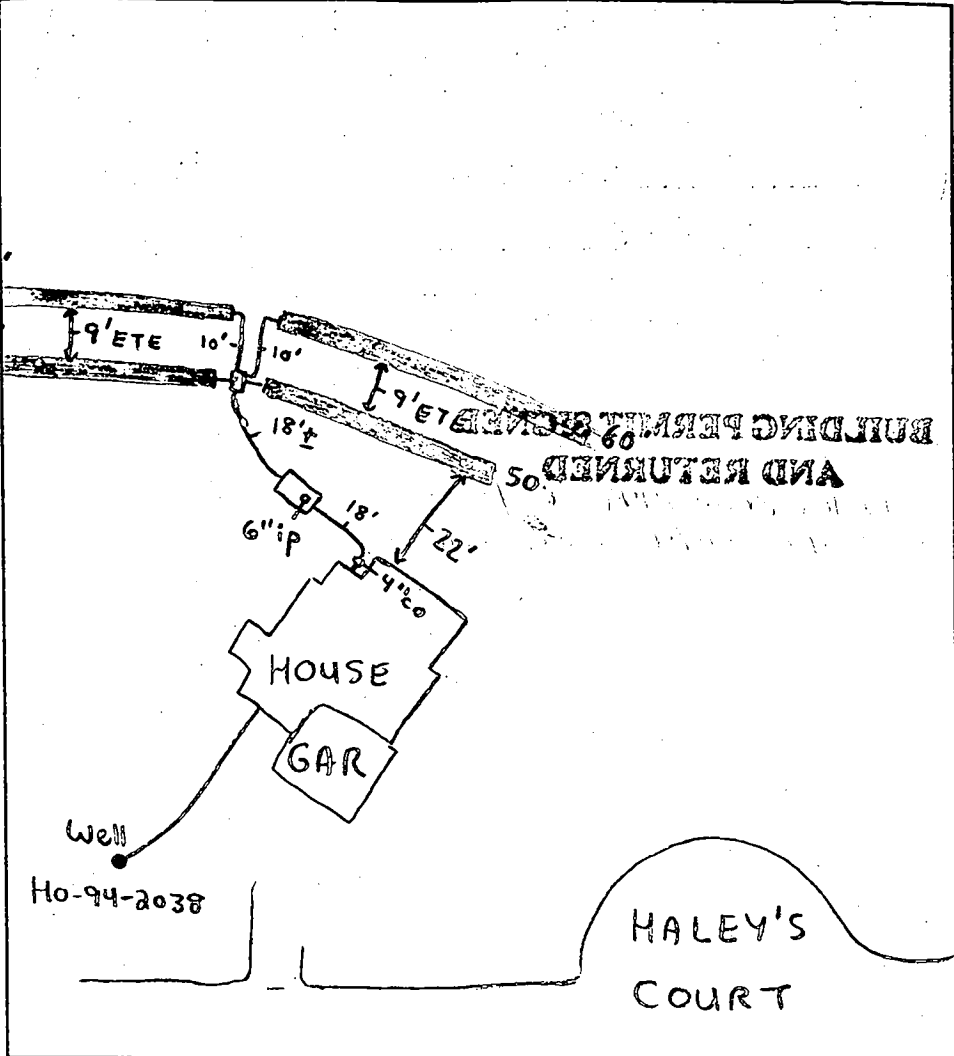 9' ETE
10'
10'
9' ETE
BUILDING PERMIT SIGNED
60
AND RETURNED
50
18'±
6" ip
18'
22'
4" co
HOUSE
GAR
Well
HO-94-2038
HALEY'S
COURT